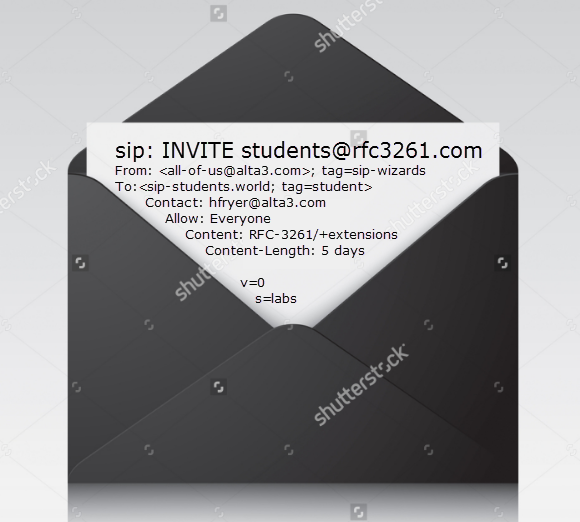 shutterstock
sip: INVITE students@rfc3261.com
From: <all-of-us@alta3.com>; tag=sip-wizards
To:<sip-students.world; tag=student>
Contact: hfryer@alta3.com
Allow: Everyone
Content: RFC-3261/+extensions
Content-Length: 5 days
v=0
s=labs
shutterstock
shutterstock